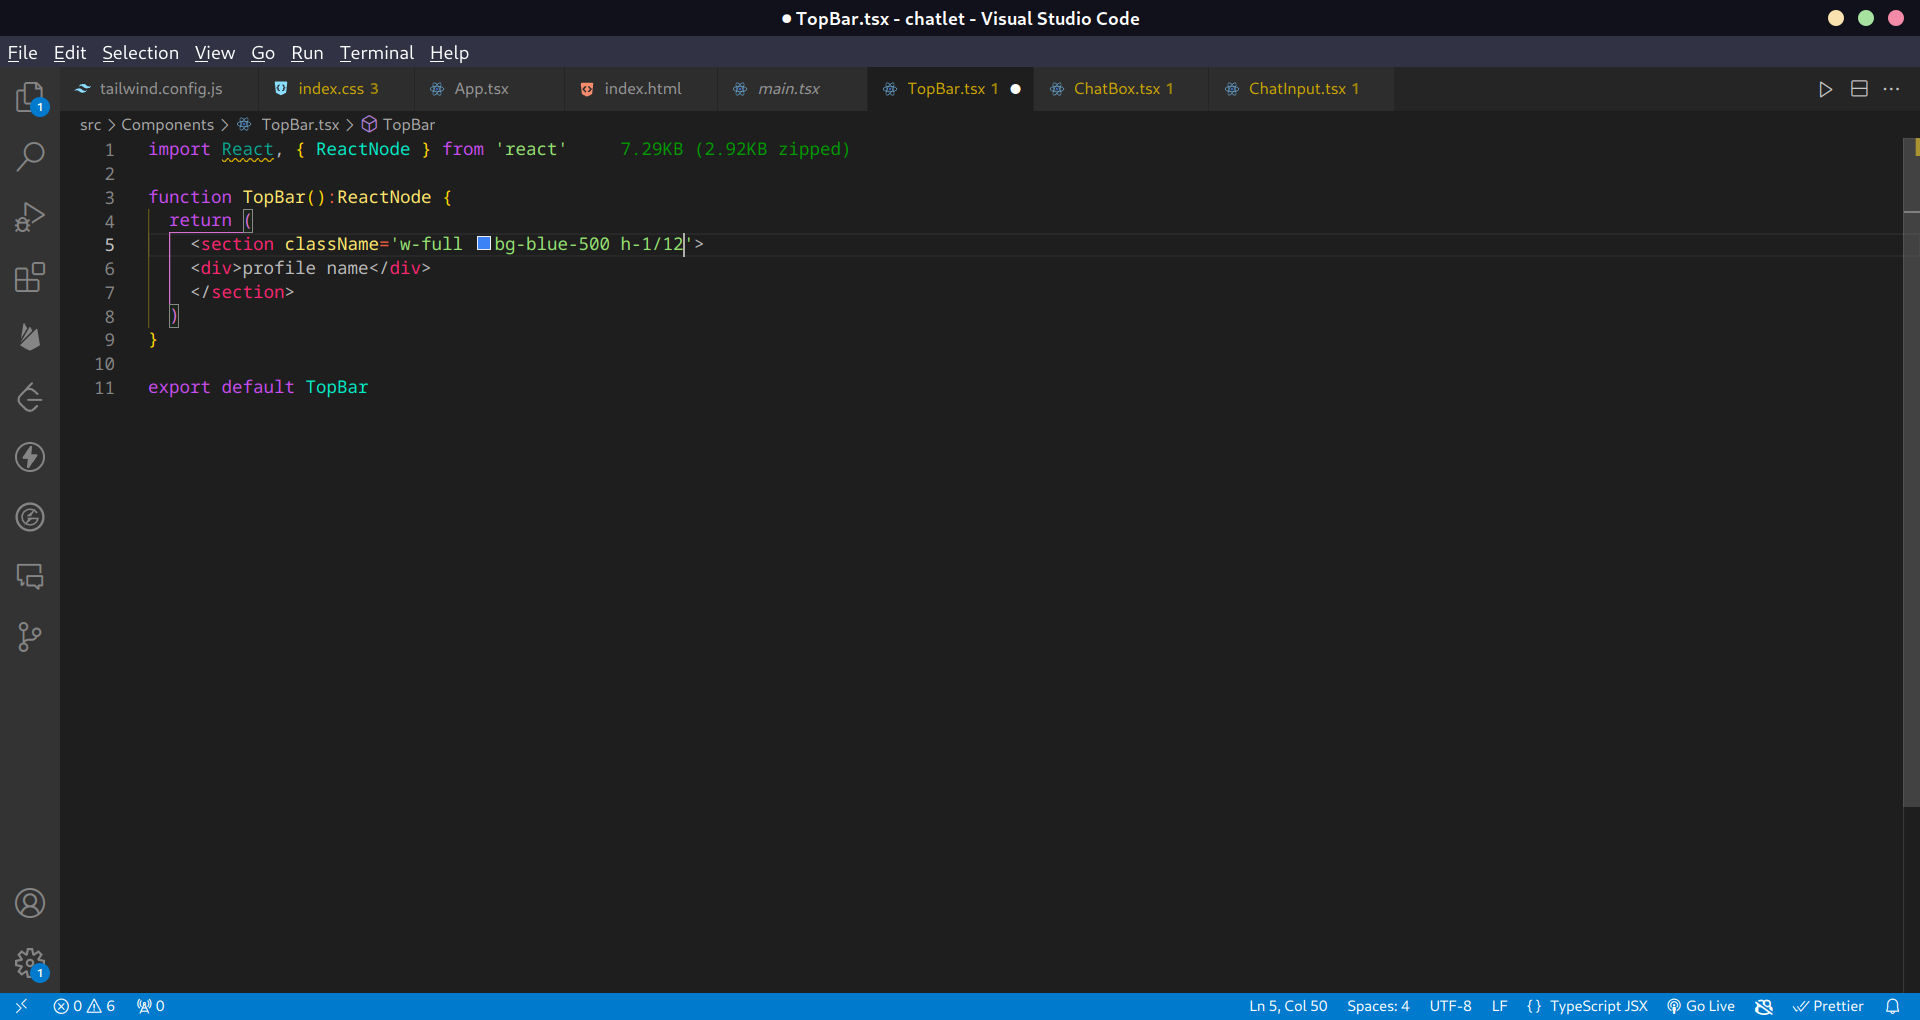 TopBar.tsx - chatlet - Visual Studio Code
File Edit Selection View Go Run Terminal Help
tailwind.config.js index.css 3 App.tsx index.html main.tsx TopBar.tsx 1 ChatBox.tsx 1 ChatInput.tsx 1
src > Components > TopBar.tsx > TopBar
1 import React, { ReactNode } from 'react' 7.29KB (2.92KB zipped)
2
3 function TopBar():ReactNode {
4 return (
5 <section className='w-full bg-blue-500 h-1/12'>
6 <div>profile name</div>
7 </section>
8 )
9 }
10
11 export default TopBar
1
1
0 6 0 Ln 5, Col 50 Spaces: 4 UTF-8 LF {} TypeScript JSX Go Live Prettier